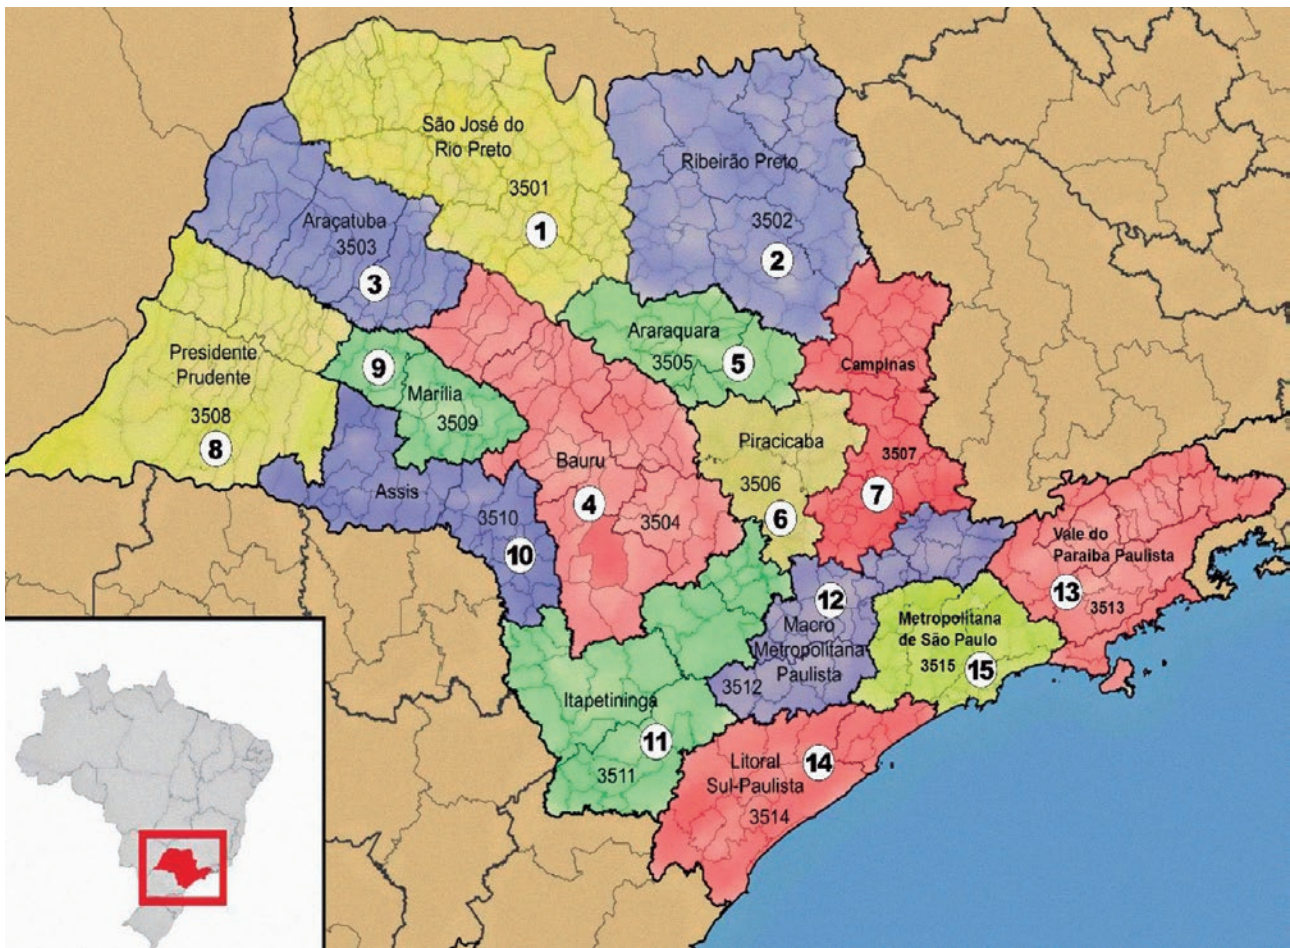 São José do
Rio Preto
3501
1
Ribeirão Preto
3502
2
Araçatuba
3503
3
Araraquara
3505
5
Campinas
3507
7
Presidente
Prudente
3508
8
9
Marília
3509
Bauru
4
3504
Piracicaba
3506
6
Assis
3510
10
Vale do
Paraiba Paulista
13
3513
12
Macro
Metropolitana
Paulista
3512
Metropolitana
de São Paulo
3515
15
Itapetininga
11
3511
Litoral
Sul-Paulista
14
3514